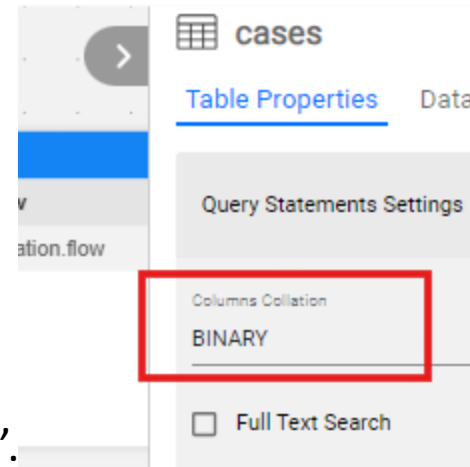 cases
Table Properties Data
Query Statements Settings
ation.flow
Columns Collation
BINARY
Full Text Search